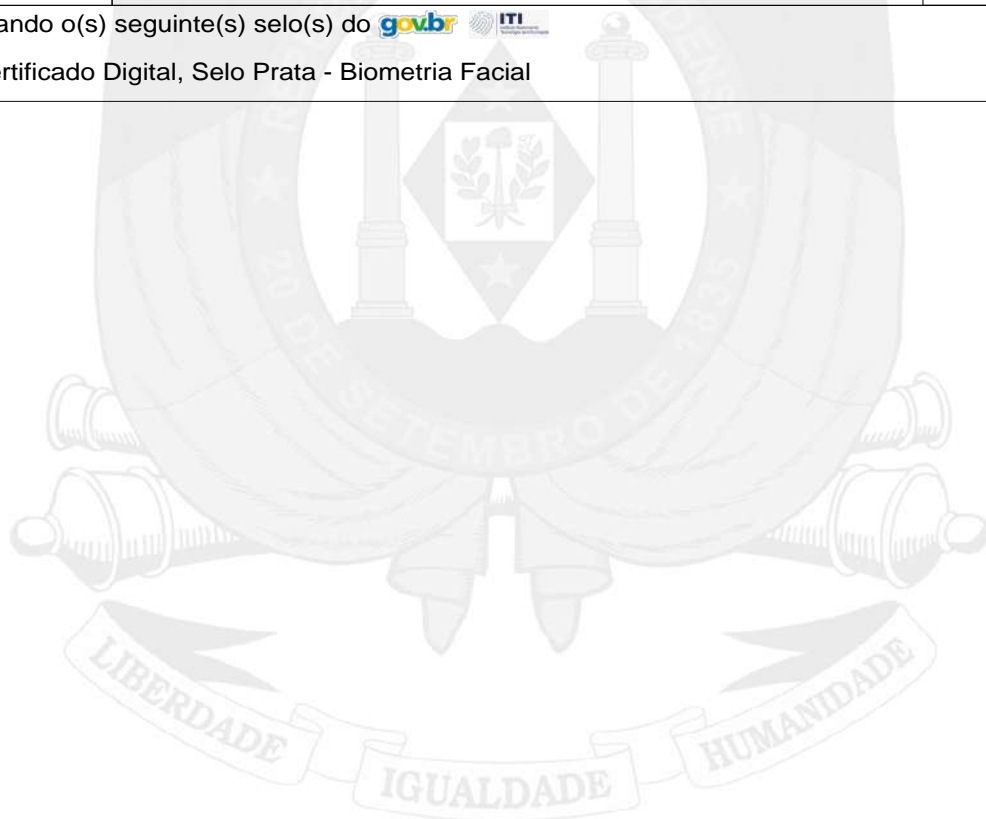 ando o(s) seguinte(s) selo(s) do gov.br ITI
ertificado Digital, Selo Prata - Biometria Facial
ENSE
20 DE SETEMBRO DE 1835
LIBERDADE
IGUALDADE
HUMANIDADE